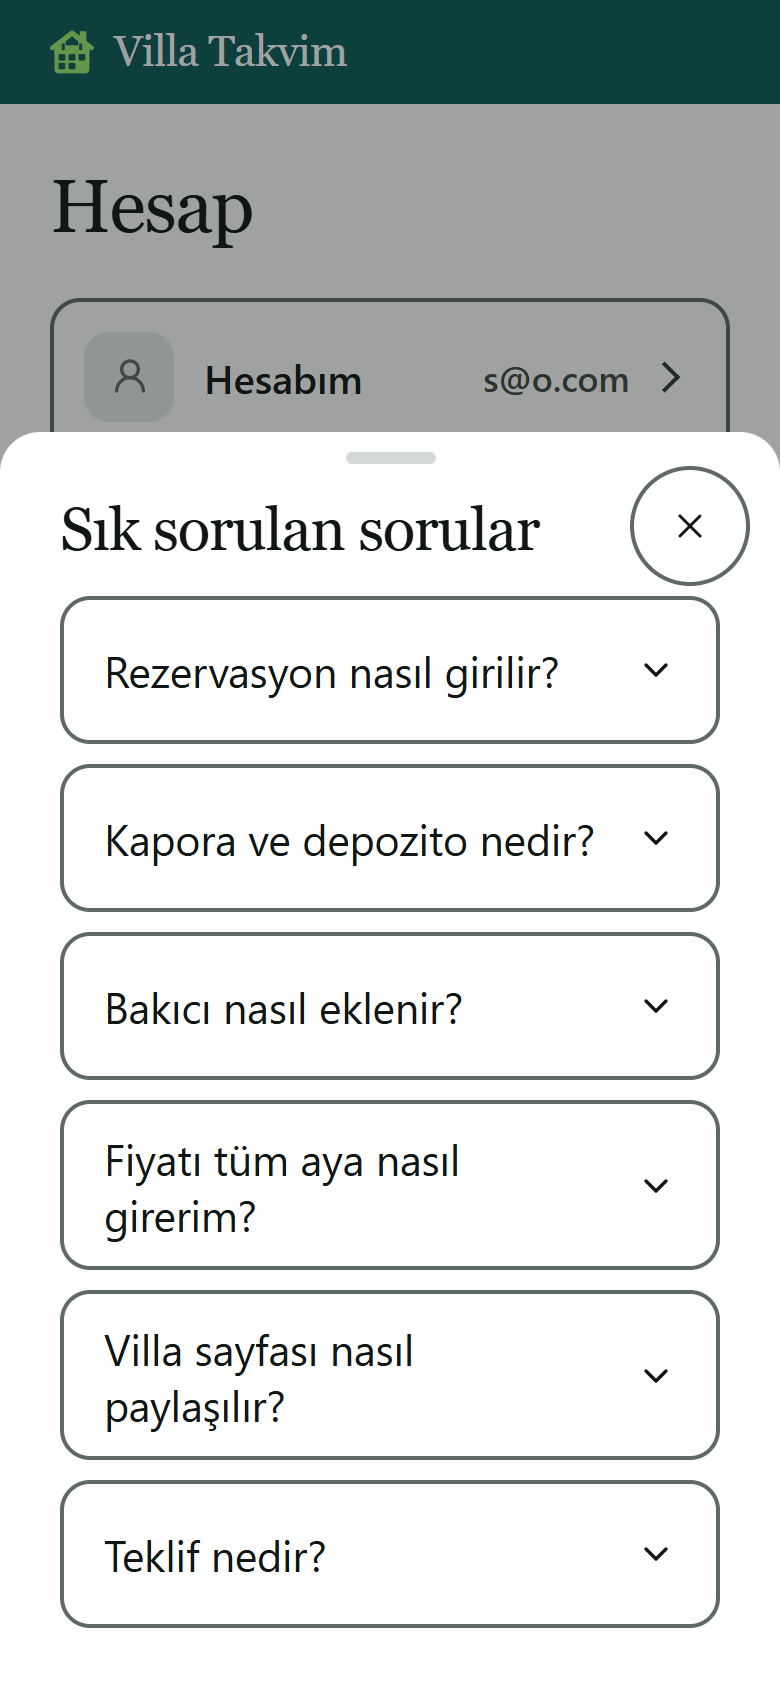 Villa Takvim
Hesap
Hesabım s@o.com
Sık sorulan sorular
Rezervasyon nasıl girilir?
Kapora ve depozito nedir?
Bakıcı nasıl eklenir?
Fiyatı tüm aya nasıl
girerim?
Villa sayfası nasıl
paylaşılır?
Teklif nedir?